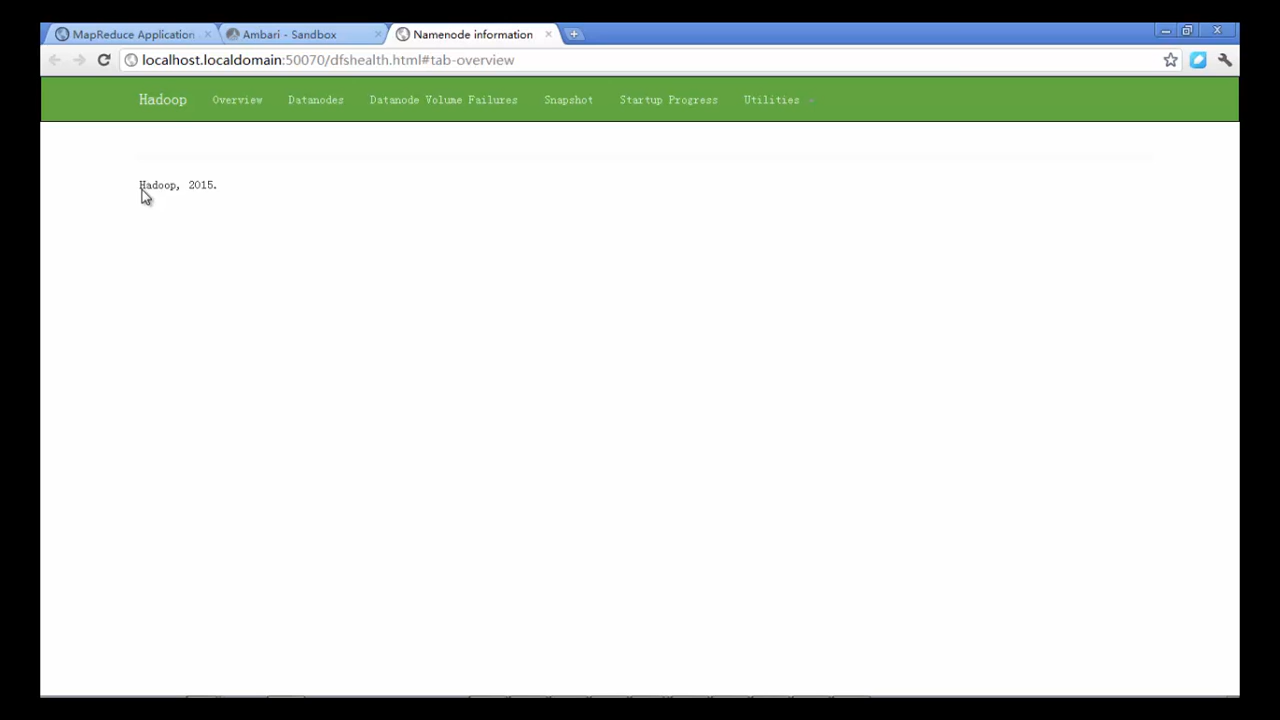 MapReduce Application
Ambari - Sandbox
Namenode information
localhost.localdomain:50070/dfshealth.html#tab-overview
Hadoop Overview Datanodes Datanode Volume Failures Snapshot Startup Progress Utilities
Hadoop, 2015.